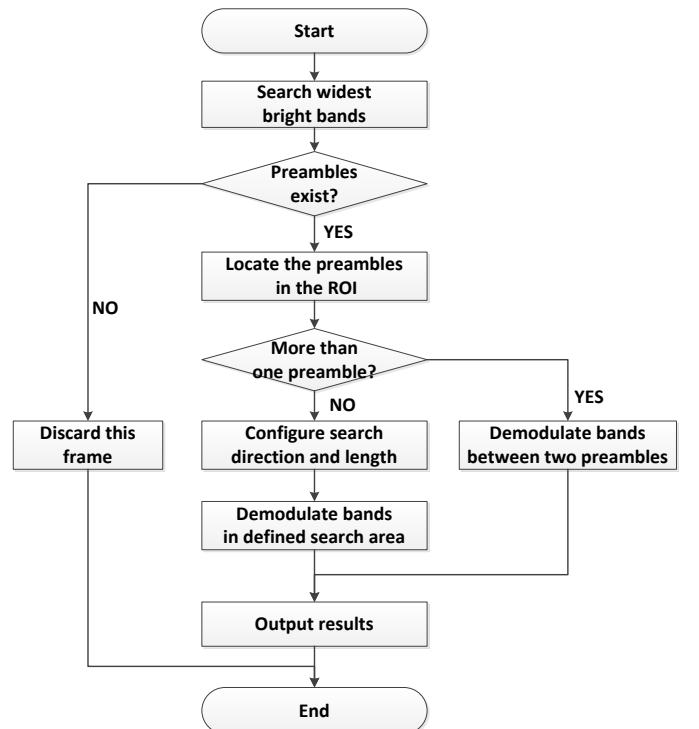 Start
Search widest
bright bands
Preambles
exist?
YES
Locate the preambles
in the ROI
NO
More than
one preamble?
YES
NO
Discard this
frame
Configure search
direction and length
Demodulate bands
between two preambles
Demodulate bands
in defined search area
Output results
End